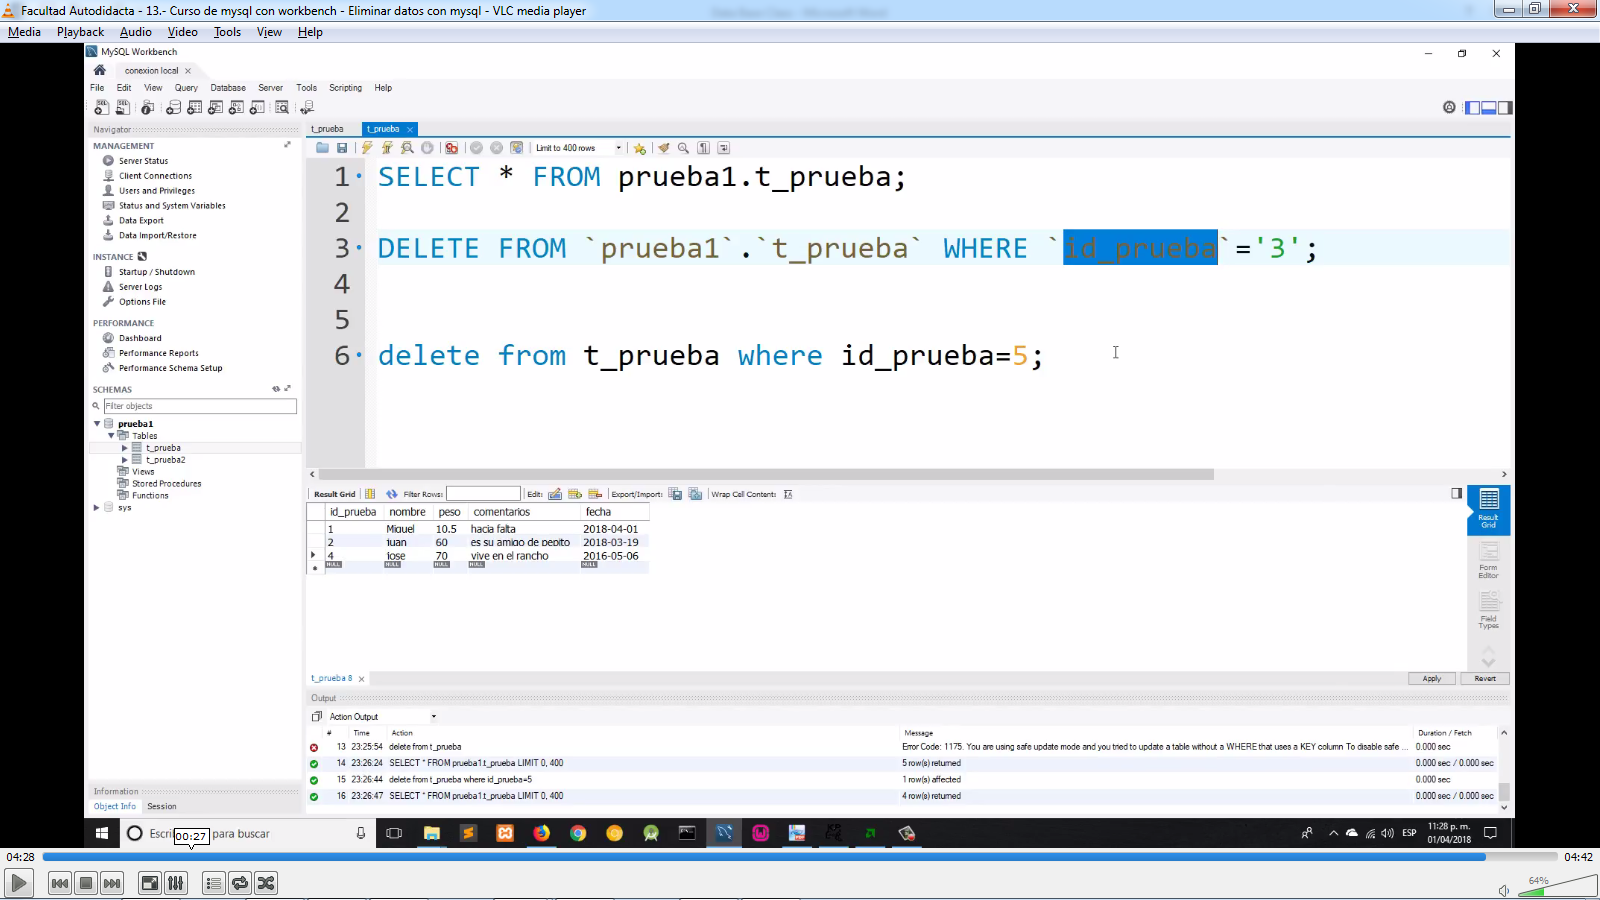 Facultad Autodidacta - 13.- Curso de mysql con workbench - Eliminar datos con mysql - VLC media player
Media Playback Audio Video Tools View Help
MySQL Workbench
conexion local
File Edit View Query Database Server Tools Scripting Help
Navigator
MANAGEMENT
Server Status
Client Connections
Users and Privileges
Status and System Variables
Data Export
Data Import/Restore
INSTANCE
Startup / Shutdown
Server Logs
Options File
PERFORMANCE
Dashboard
Performance Reports
Performance Schema Setup
SCHEMAS
Filter objects
prueba1
Tables
t_prueba
t_prueba2
Views
Stored Procedures
Functions
sys
Information
Object Info Session
t_prueba t_prueba
Limit to 400 rows
1 SELECT * FROM prueba1.t_prueba;
2
3 DELETE FROM `prueba1`.`t_prueba` WHERE `id_prueba`='3';
4
5
6 delete from t_prueba where id_prueba=5;
Result Grid Filter Rows: Edit: Export/Import: Wrap Cell Content:
id_prueba nombre peso comentarios fecha
1 Miguel 10.5 hacia falta 2018-04-01
2 juan 60 es su amigo de pepito 2018-03-19
4 jose 70 vive en el rancho 2016-05-06
NULL NULL NULL NULL NULL
Result Grid
Form Editor
Field Types
t_prueba 8
Apply Revert
Output
Action Output
# Time Action Message Duration / Fetch
13 23:25:54 delete from t_prueba Error Code: 1175. You are using safe update mode and you tried to update a table without a WHERE that uses a KEY column To disable safe ... 0.000 sec
14 23:26:24 SELECT * FROM prueba1.t_prueba LIMIT 0, 400 5 row(s) returned 0.000 sec / 0.000 sec
15 23:26:44 delete from t_prueba where id_prueba=5 1 row(s) affected 0.000 sec
16 23:26:47 SELECT * FROM prueba1.t_prueba LIMIT 0, 400 4 row(s) returned 0.000 sec / 0.000 sec
para buscar
00:27
ESP
11:28 p. m.
01/04/2018
04:28 04:42
64%